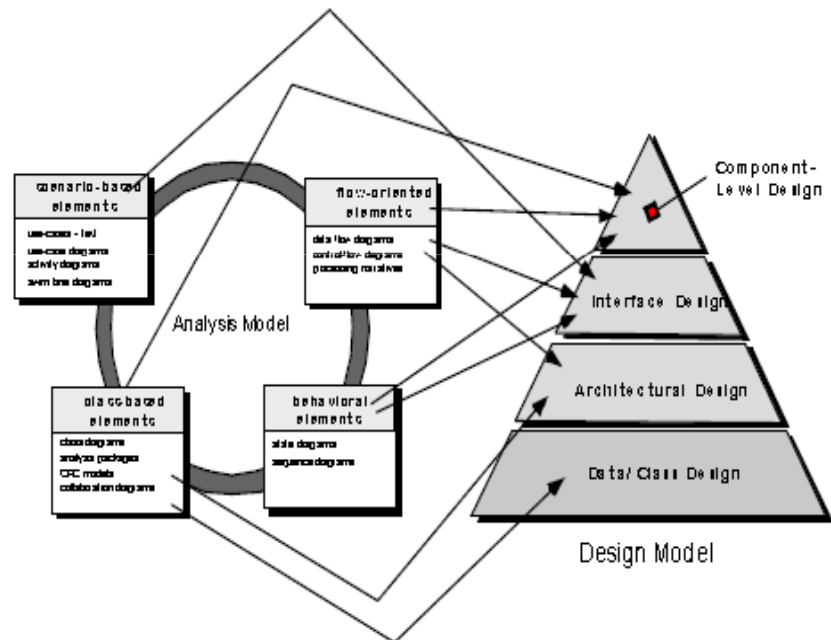 scenario-based
elements
use-cases - text
use-case diagrams
activity diagrams
swim lane diagrams
flow-oriented
elements
data flow diagrams
control-flow diagrams
processing narratives
Analysis Model
class-based
elements
class diagrams
analysis packages
CRC models
collaboration diagrams
behavioral
elements
state diagrams
sequence diagrams
Component-
Level Design
Interface Design
Architectural Design
Data/Class Design
Design Model